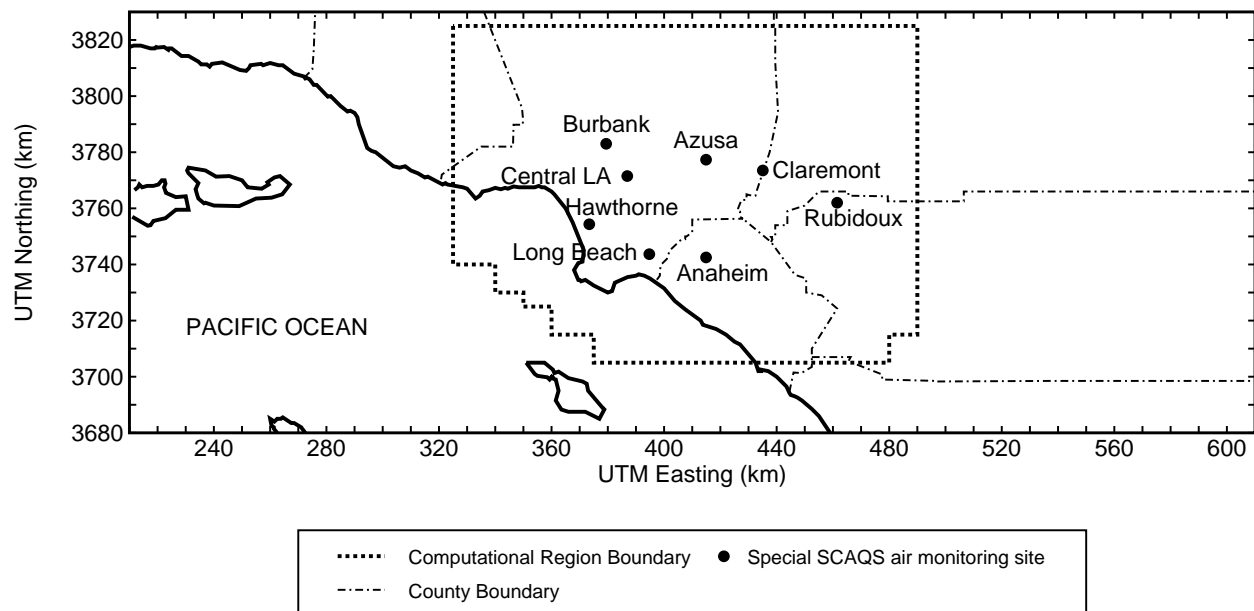 3820
3800
3780
3760
3740
3720
3700
3680
UTM Northing (km)
Burbank
Azusa
Central LA
Claremont
Hawthorne
Rubidoux
Long Beach
Anaheim
PACIFIC OCEAN
240 280 320 360 400 440 480 520 560 600
UTM Easting (km)
Computational Region Boundary
Special SCAQS air monitoring site
County Boundary